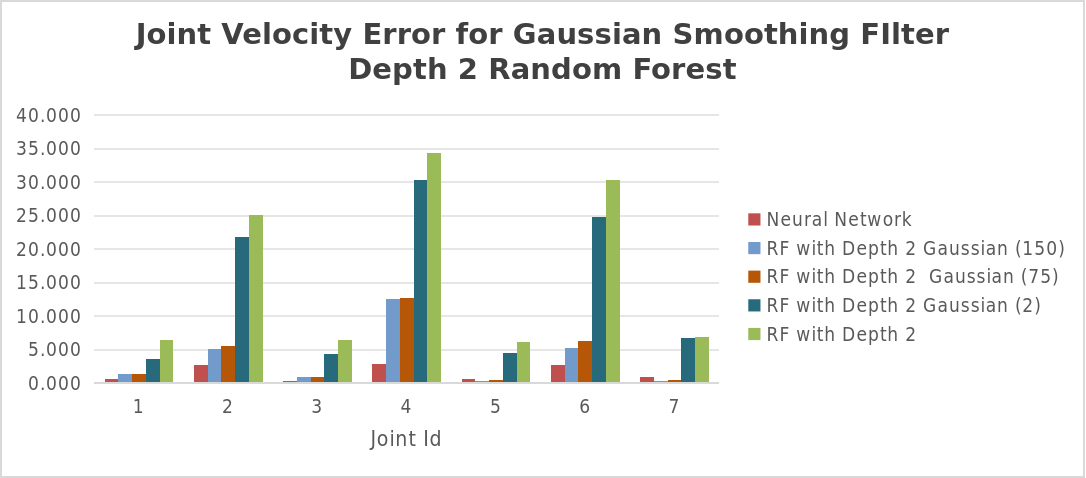 Joint Velocity Error for Gaussian Smoothing FIlter
Depth 2 Random Forest
40.000
35.000
30.000
25.000
20.000
15.000
10.000
5.000
0.000
1 2 3 4 5 6 7
Joint Id
Neural Network
RF with Depth 2 Gaussian (150)
RF with Depth 2  Gaussian (75)
RF with Depth 2 Gaussian (2)
RF with Depth 2